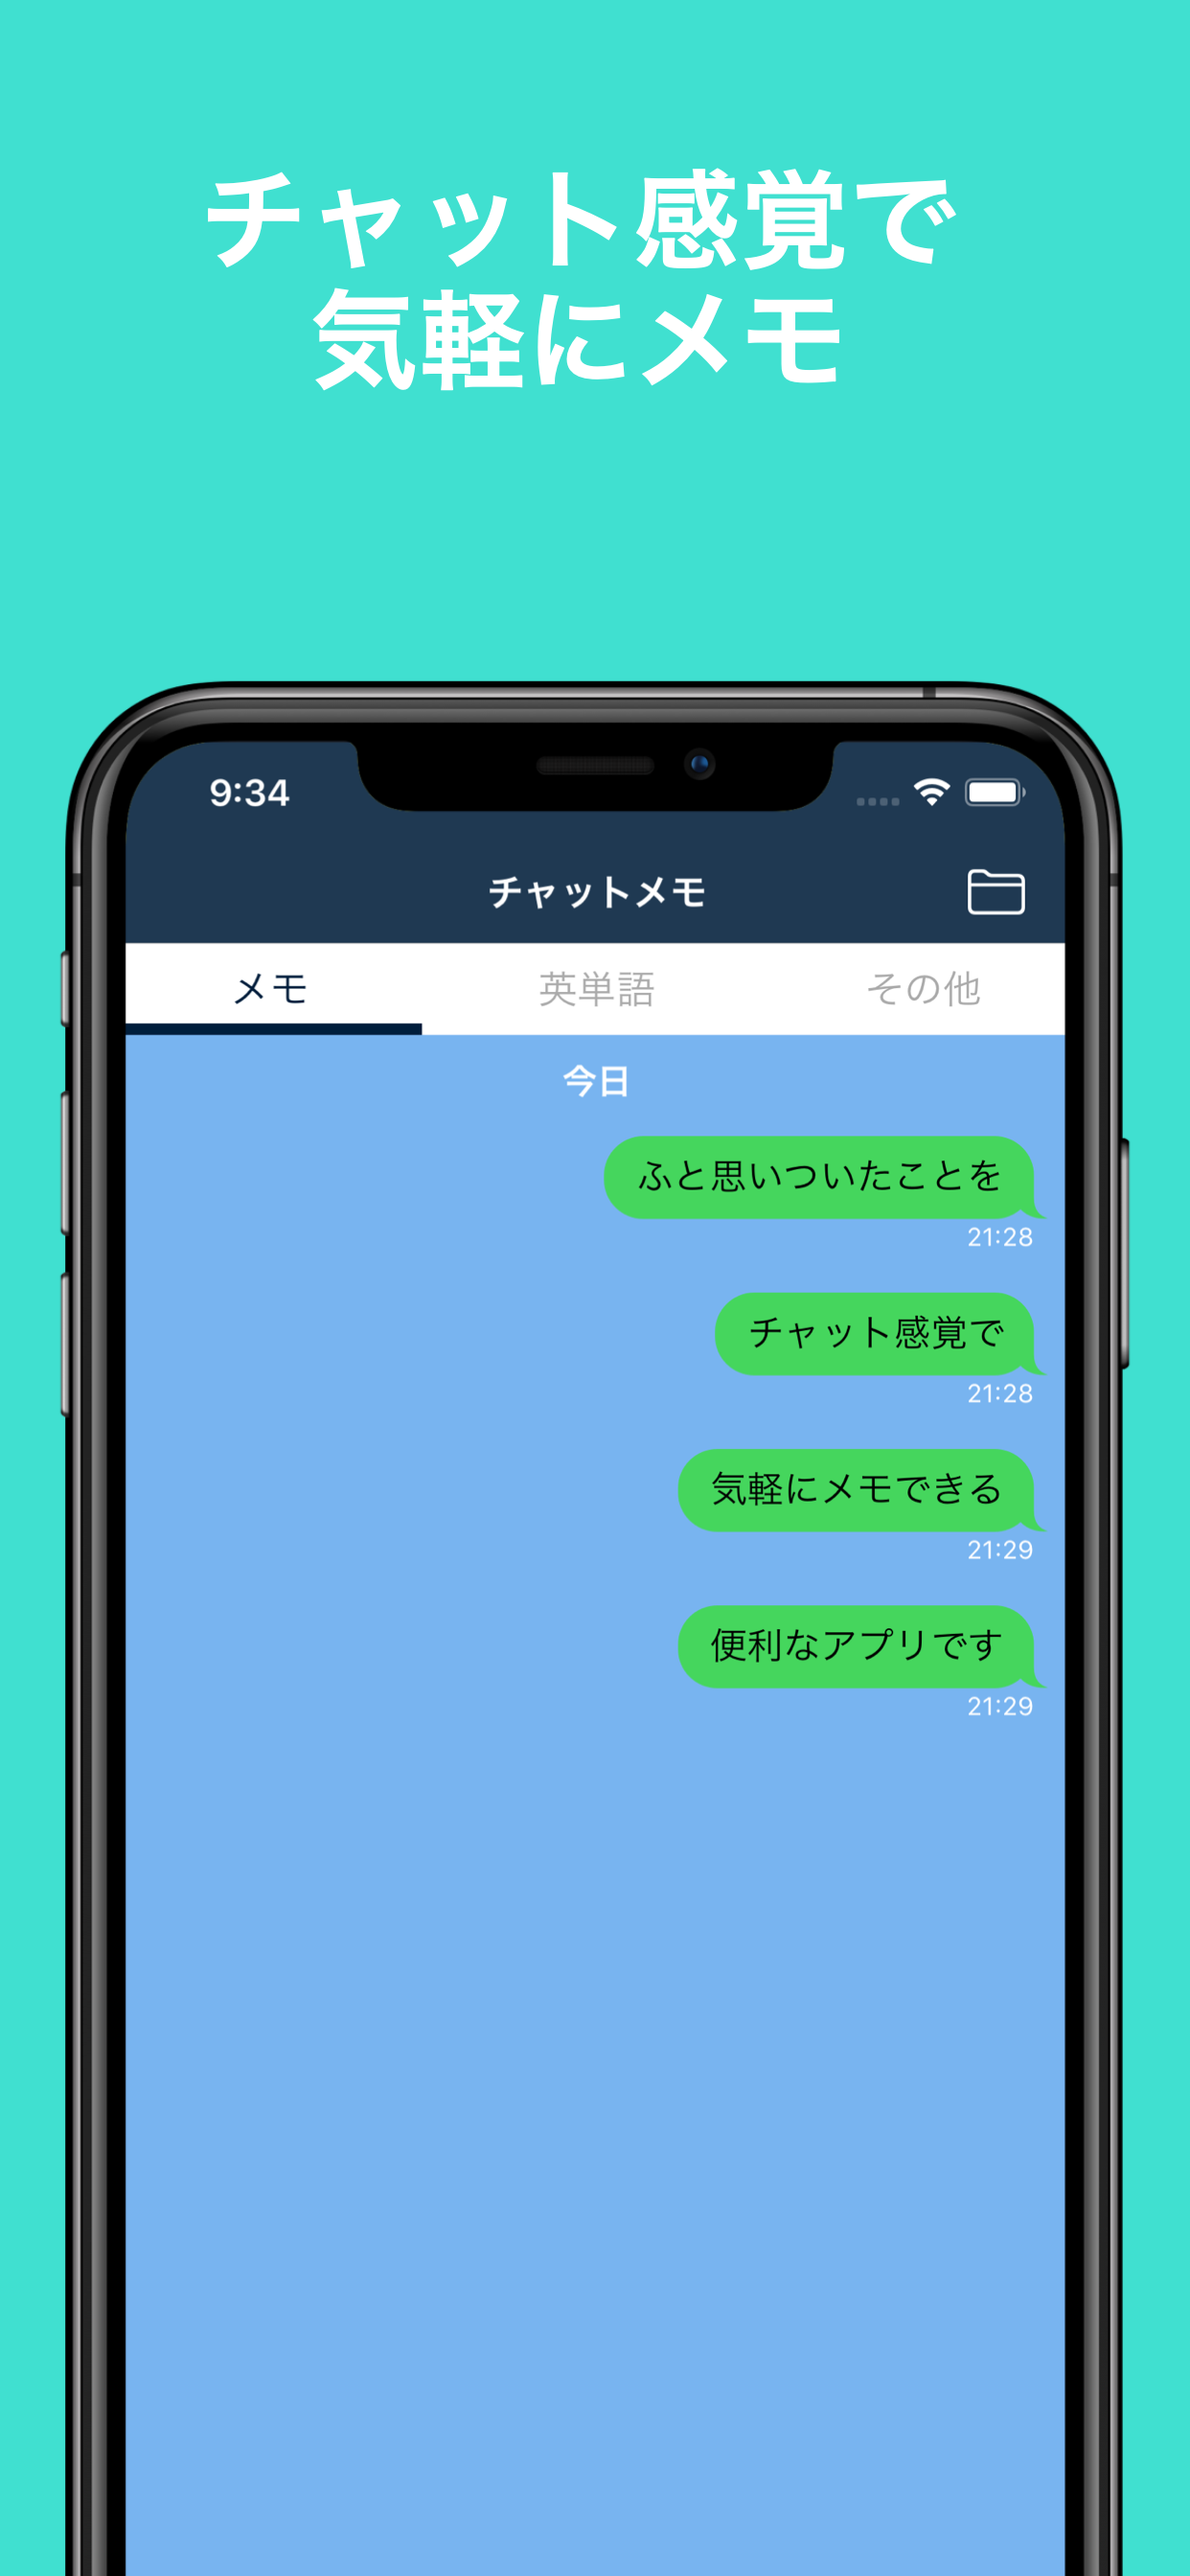 チャット感覚で
気軽にメモ
9:34
チャットメモ
メモ 英単語 その他
今日
ふと思いついたことを
21:28
チャット感覚で
21:28
気軽にメモできる
21:29
便利なアプリです
21:29